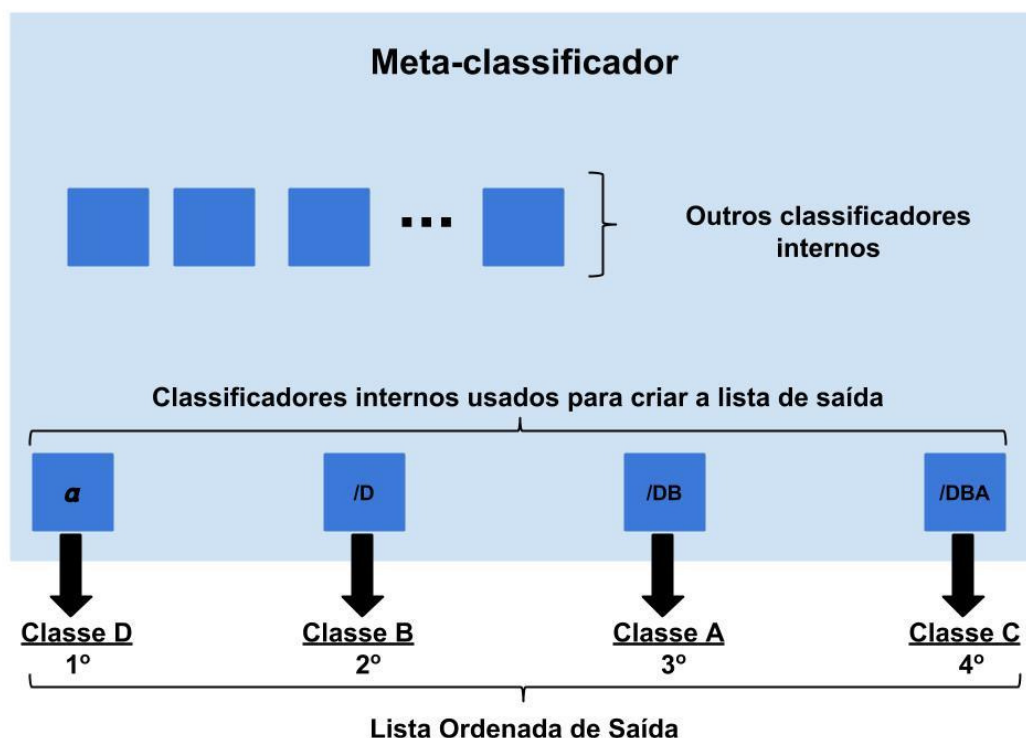 Meta-classificador
...
Outros classificadores
internos
Classificadores internos usados para criar a lista de saída
α
/D
/DB
/DBA
Classe D
1º
Classe B
2º
Classe A
3º
Classe C
4º
Lista Ordenada de Saída